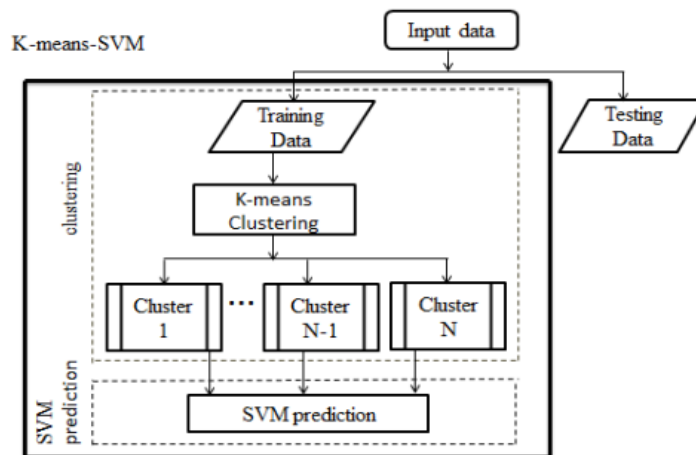 Input data
K-means-SVM
Training
Data
Testing
Data
clustering
K-means
Clustering
Cluster
1
...
Cluster
N-1
Cluster
N
SVM
prediction
SVM prediction